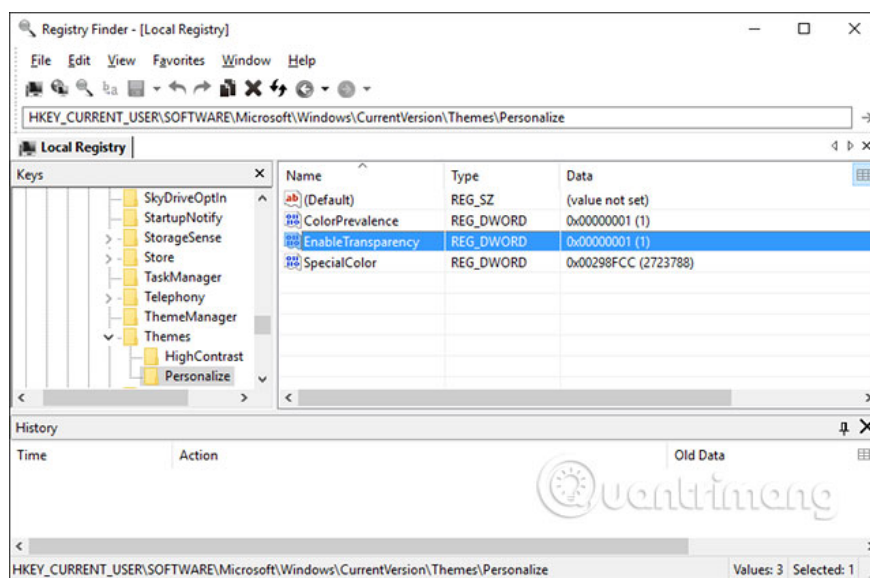 Registry Finder - [Local Registry]
File Edit View Favorites Window Help
HKEY_CURRENT_USER\SOFTWARE\Microsoft\Windows\CurrentVersion\Themes\Personalize
Local Registry
Keys
SkyDriveOptIn
StartupNotify
StorageSense
Store
TaskManager
Telephony
ThemeManager
Themes
HighContrast
Personalize
Name Type Data
(Default) REG_SZ (value not set)
ColorPrevalence REG_DWORD 0x00000001 (1)
EnableTransparency REG_DWORD 0x00000001 (1)
SpecialColor REG_DWORD 0x00298FCC (2723788)
History
Time Action Old Data
Quantrimang
HKEY_CURRENT_USER\SOFTWARE\Microsoft\Windows\CurrentVersion\Themes\Personalize Values: 3 Selected: 1